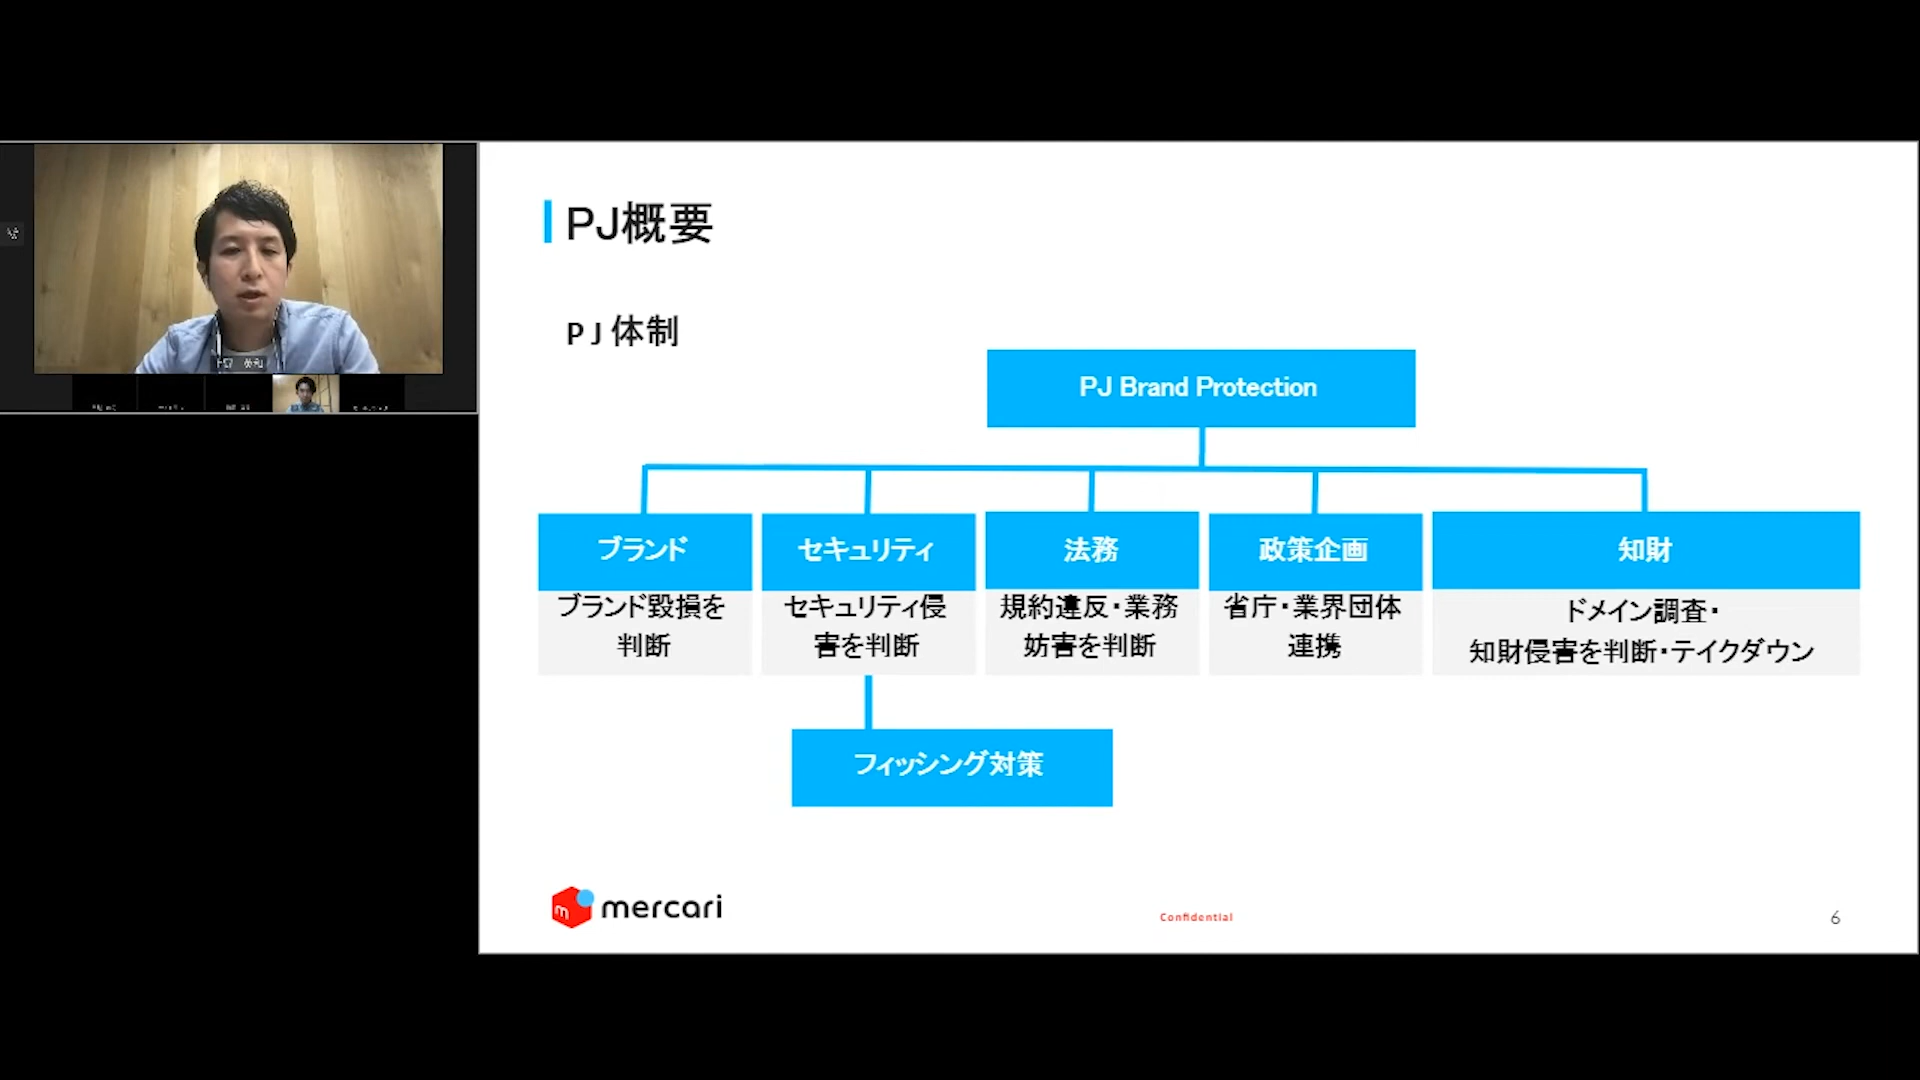 PJ概要
PJ 体制
PJ Brand Protection
ブランド
セキュリティ
法務
政策企画
知財
ブランド毀損を
判断
セキュリティ侵
害を判断
規約違反・業務
妨害を判断
省庁・業界団体
連携
ドメイン調査・
知財侵害を判断・テイクダウン
フィッシング対策
m
mercari
Confidential
6